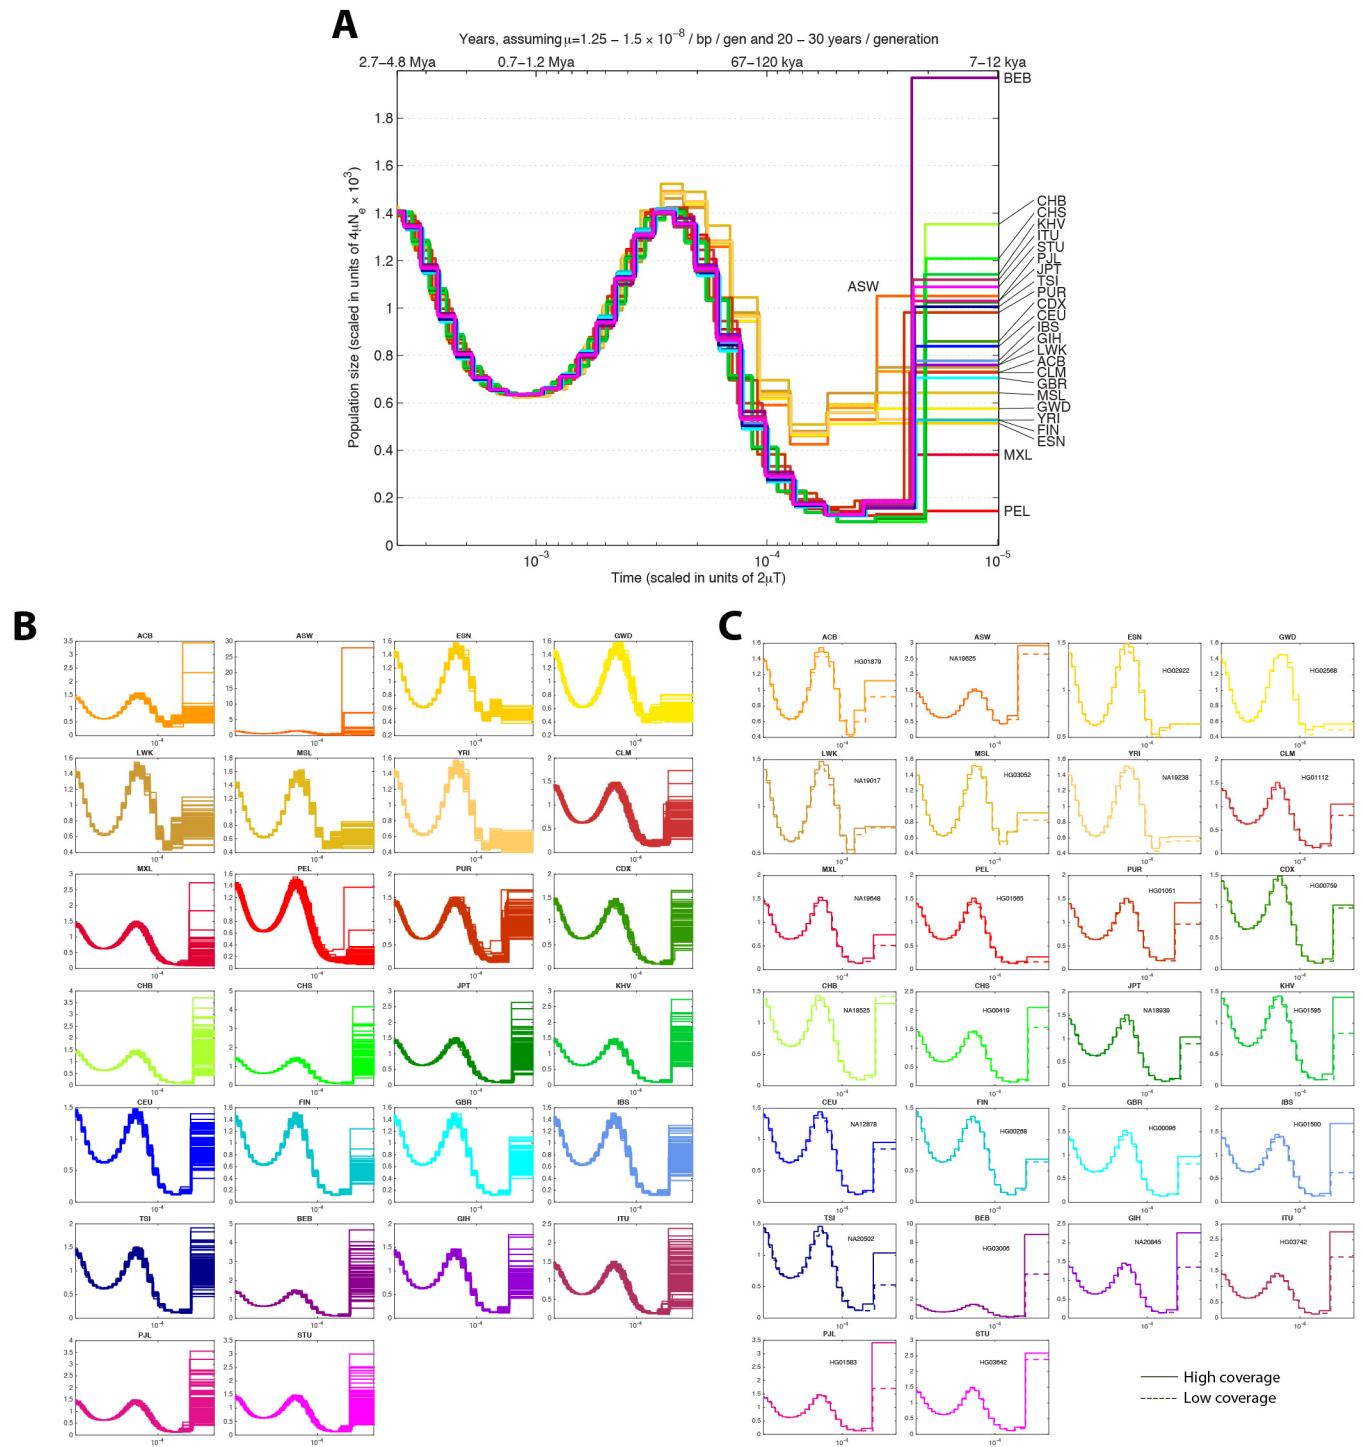 A
Years, assuming μ=1.25 − 1.5 × 10−8 / bp / gen and 20 − 30 years / generation
2.7−4.8 Mya 0.7−1.2 Mya 67−120 kya 7−12 kya
Population size (scaled in units of 4μNe × 103)
1.8
1.6
1.4
1.2
1
0.8
0.6
0.4
0.2
0
10−3 10−4 10−5
Time (scaled in units of 2μT)
BEB
CHB
CHS
KHV
ITU
STU
PJL
JPT
TSI
PUR
CDX
CEU
IBS
GIH
LWK
ACB
CLM
GBR
MSL
GWD
YRI
FIN
ESN
MXL
PEL
ASW
B
ACB ASW ESN GWD
LWK MSL YRI CLM
MXL PEL PUR CDX
CHB CHS JPT KHV
CEU FIN GBR IBS
TSI BEB GIH ITU
PJL STU
C
ACB ASW ESN GWD
HG01879 NA19625 HG02922 HG02568
LWK MSL YRI CLM
NA19017 HG03052 NA19238 HG01112
MXL PEL PUR CDX
NA19648 HG01565 HG01051 HG00759
CHB CHS JPT KHV
NA18525 HG00419 NA18939 HG01595
CEU FIN GBR IBS
NA12878 HG00268 HG00096 HG01500
TSI BEB GIH ITU
NA20502 HG03006 NA20845 HG03742
PJL STU
HG01583 HG03642
High coverage
Low coverage